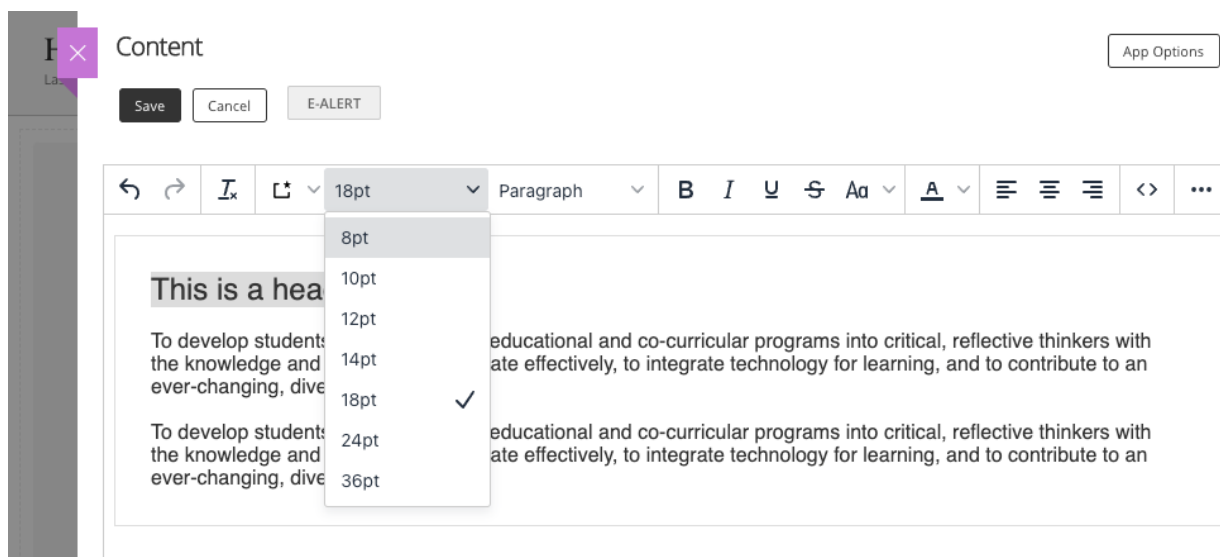 Content
App Options
Save Cancel E-ALERT
18pt Paragraph B I U S Aa A
8pt
10pt
12pt
14pt
18pt
24pt
36pt
This is a hea
To develop students educational and co-curricular programs into critical, reflective thinkers with
the knowledge and ate effectively, to integrate technology for learning, and to contribute to an
ever-changing, dive
To develop students educational and co-curricular programs into critical, reflective thinkers with
the knowledge and ate effectively, to integrate technology for learning, and to contribute to an
ever-changing, dive